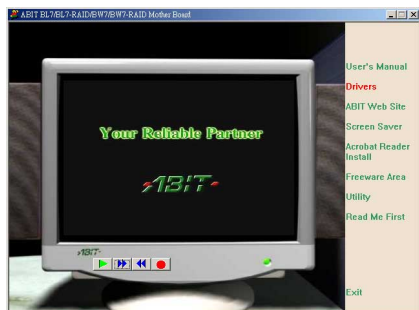 ABIT BL7/BL7-RAID/BW7/BW7-RAID Mother Board
Your Reliable Partner
ABIT
ABIT
User's Manual
Drivers
ABIT Web Site
Screen Saver
Acrobat Reader
Install
Freeware Area
Utility
Read Me First
Exit